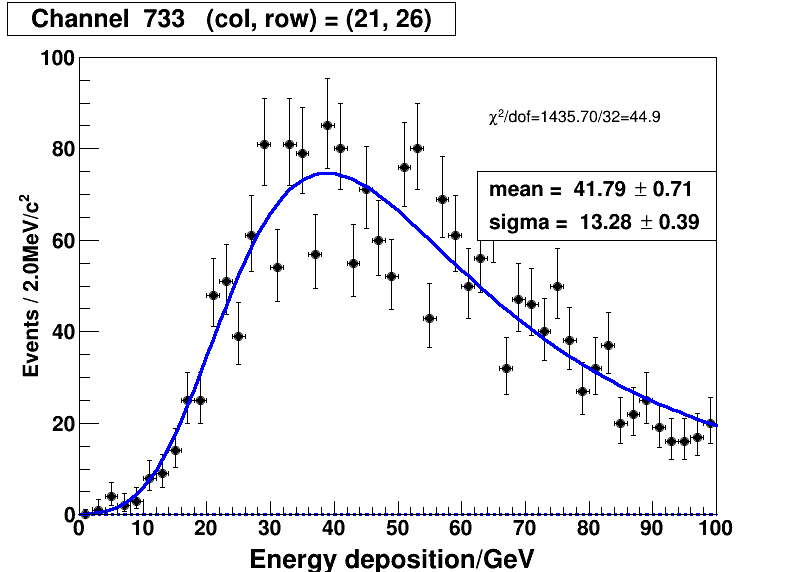 Channel 733 (col, row) = (21, 26)
100
80
60
40
20
0
Events / 2.0MeV/c²
χ²/dof=1435.70/32=44.9
mean = 41.79 ± 0.71
sigma = 13.28 ± 0.39
0 10 20 30 40 50 60 70 80 90 100
Energy deposition/GeV